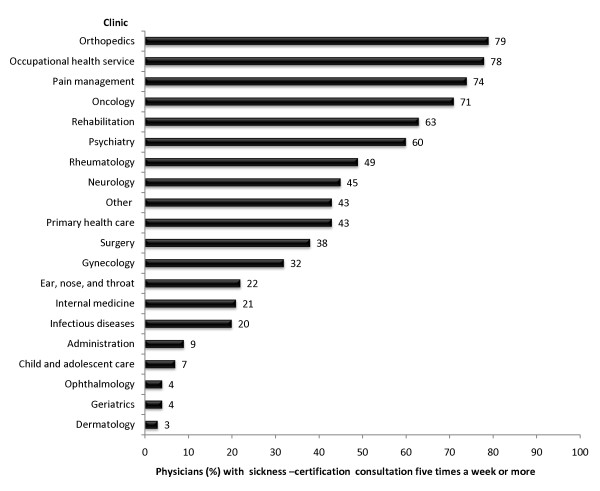 Clinic
Orthopedics 79
Occupational health service 78
Pain management 74
Oncology 71
Rehabilitation 63
Psychiatry 60
Rheumatology 49
Neurology 45
Other 43
Primary health care 43
Surgery 38
Gynecology 32
Ear, nose, and throat 22
Internal medicine 21
Infectious diseases 20
Administration 9
Child and adolescent care 7
Ophthalmology 4
Geriatrics 4
Dermatology 3
0 10 20 30 40 50 60 70 80 90 100
Physicians (%) with sickness –certification consultation five times a week or more